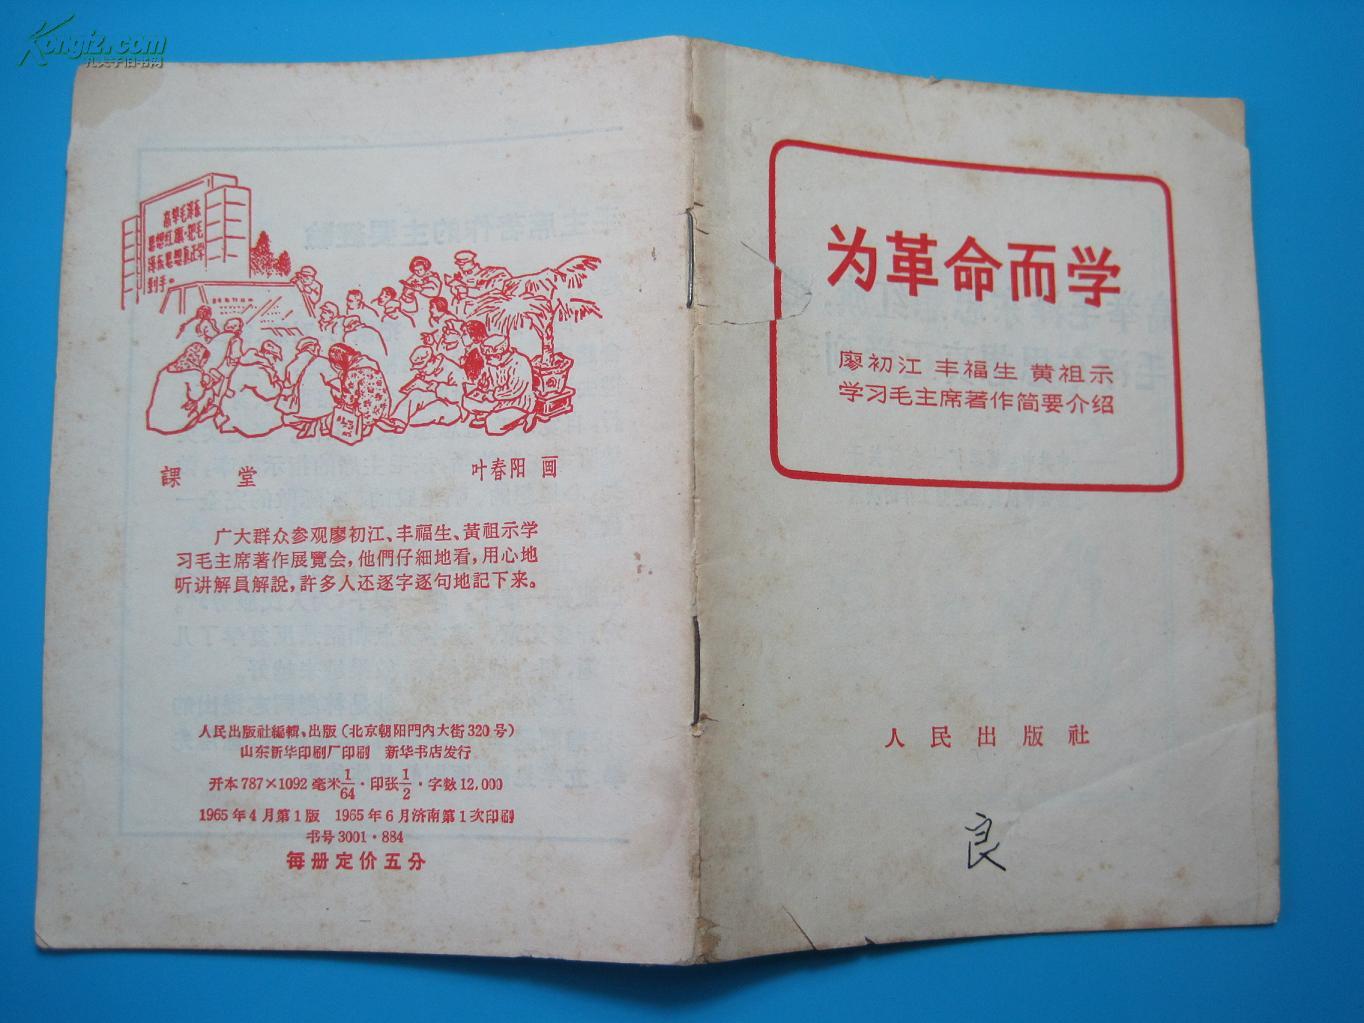 Kongfz.com
孔夫子旧书网
高举毛泽东
思想红旗·把毛
泽东思想真正学
到手。
課 堂 叶春阳 画
广大群众参观廖初江、丰福生、黄祖示学
习毛主席著作展覽会，他們仔細地看，用心地
听讲解員解說，許多人还逐字逐句地記下来。
人民出版社編輯、出版（北京朝阳門內大街320号）
山东新华印刷厂印刷 新华书店发行
开本787×1092 毫米1/64·印张1/2·字数12,000
1965年4月第1版 1965年6月济南第1次印刷
书号3001·884
每册定价五分
为革命而学
廖初江 丰福生 黄祖示
学习毛主席著作简要介绍
人民出版社
良